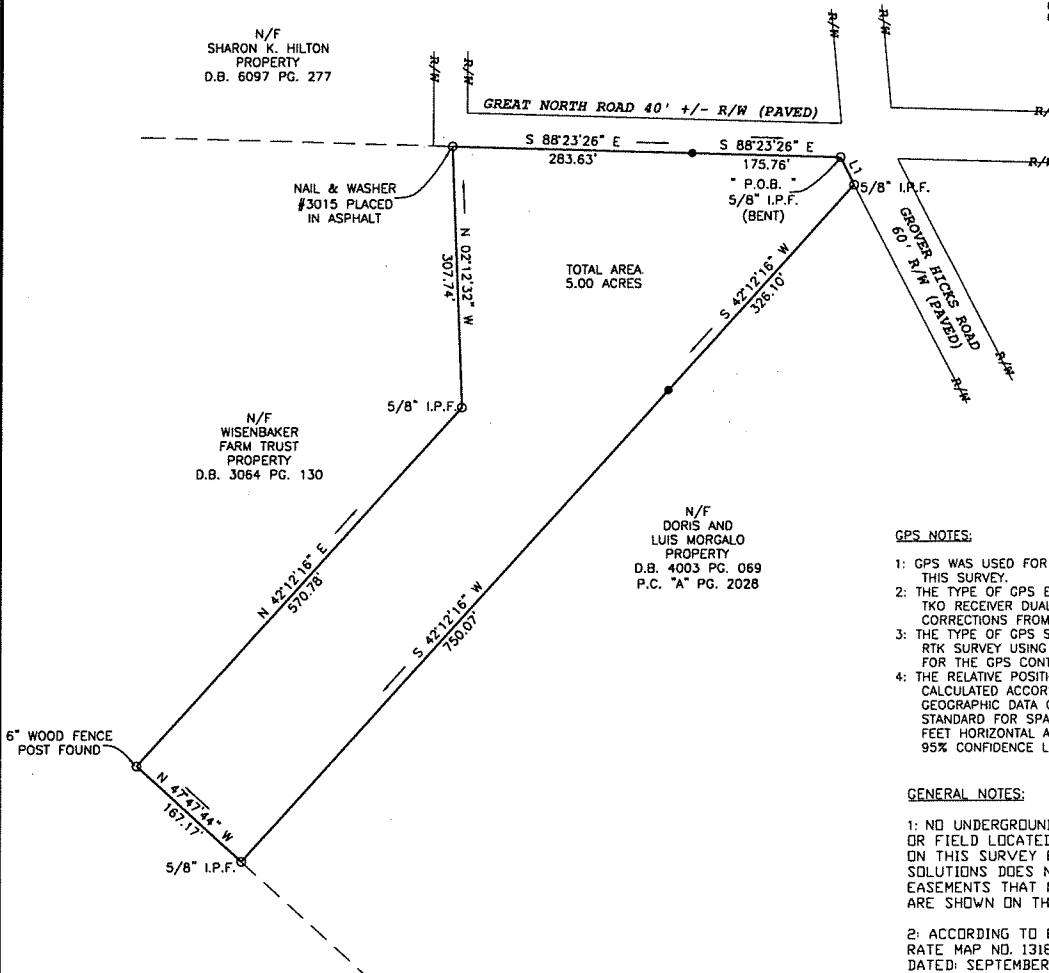 N/F
SHARON K. HILTON
PROPERTY
D.B. 6097 PG. 277
R/W
R/W
R/W
R/W
GREAT NORTH ROAD 40' +/- R/W (PAVED)
R/
R/W
S 88°23'26" E
283.63'
S 88°23'26" E
175.76'
NAIL & WASHER
#3015 PLACED
IN ASPHALT
" P.O.B. "
5/8" I.P.F.
(BENT)
L1
5/8" I.P.F.
GROVER HICKS ROAD
60' R/W (PAVED)
R/W
R/W
N 02°12'32" W
307.74'
TOTAL AREA
5.00 ACRES
S 42°12'16" W
326.10'
5/8" I.P.F.
N/F
WISENBAKER
FARM TRUST
PROPERTY
D.B. 3064 PG. 130
N/F
DORIS AND
LUIS MORGALO
PROPERTY
D.B. 4003 PG. 069
P.C. "A" PG. 2028
N 42°12'16" E
570.78'
S 42°12'16" W
750.07'
6" WOOD FENCE
POST FOUND
N 47°47'44" W
167.17'
5/8" I.P.F.
GPS NOTES:
1: GPS WAS USED FOR
THIS SURVEY.
2: THE TYPE OF GPS E
TKO RECEIVER DUAL
CORRECTIONS FROM
3: THE TYPE OF GPS S
RTK SURVEY USING
FOR THE GPS CONT
4: THE RELATIVE POSITI
CALCULATED ACCOR
GEOGRAPHIC DATA
STANDARD FOR SPA
FEET HORIZONTAL A
95% CONFIDENCE L
GENERAL NOTES:
1: NO UNDERGROUN
OR FIELD LOCATED
ON THIS SURVEY
SOLUTIONS DOES N
EASEMENTS THAT
ARE SHOWN ON TH
2: ACCORDING TO
RATE MAP NO. 1318
DATED: SEPTEMBER